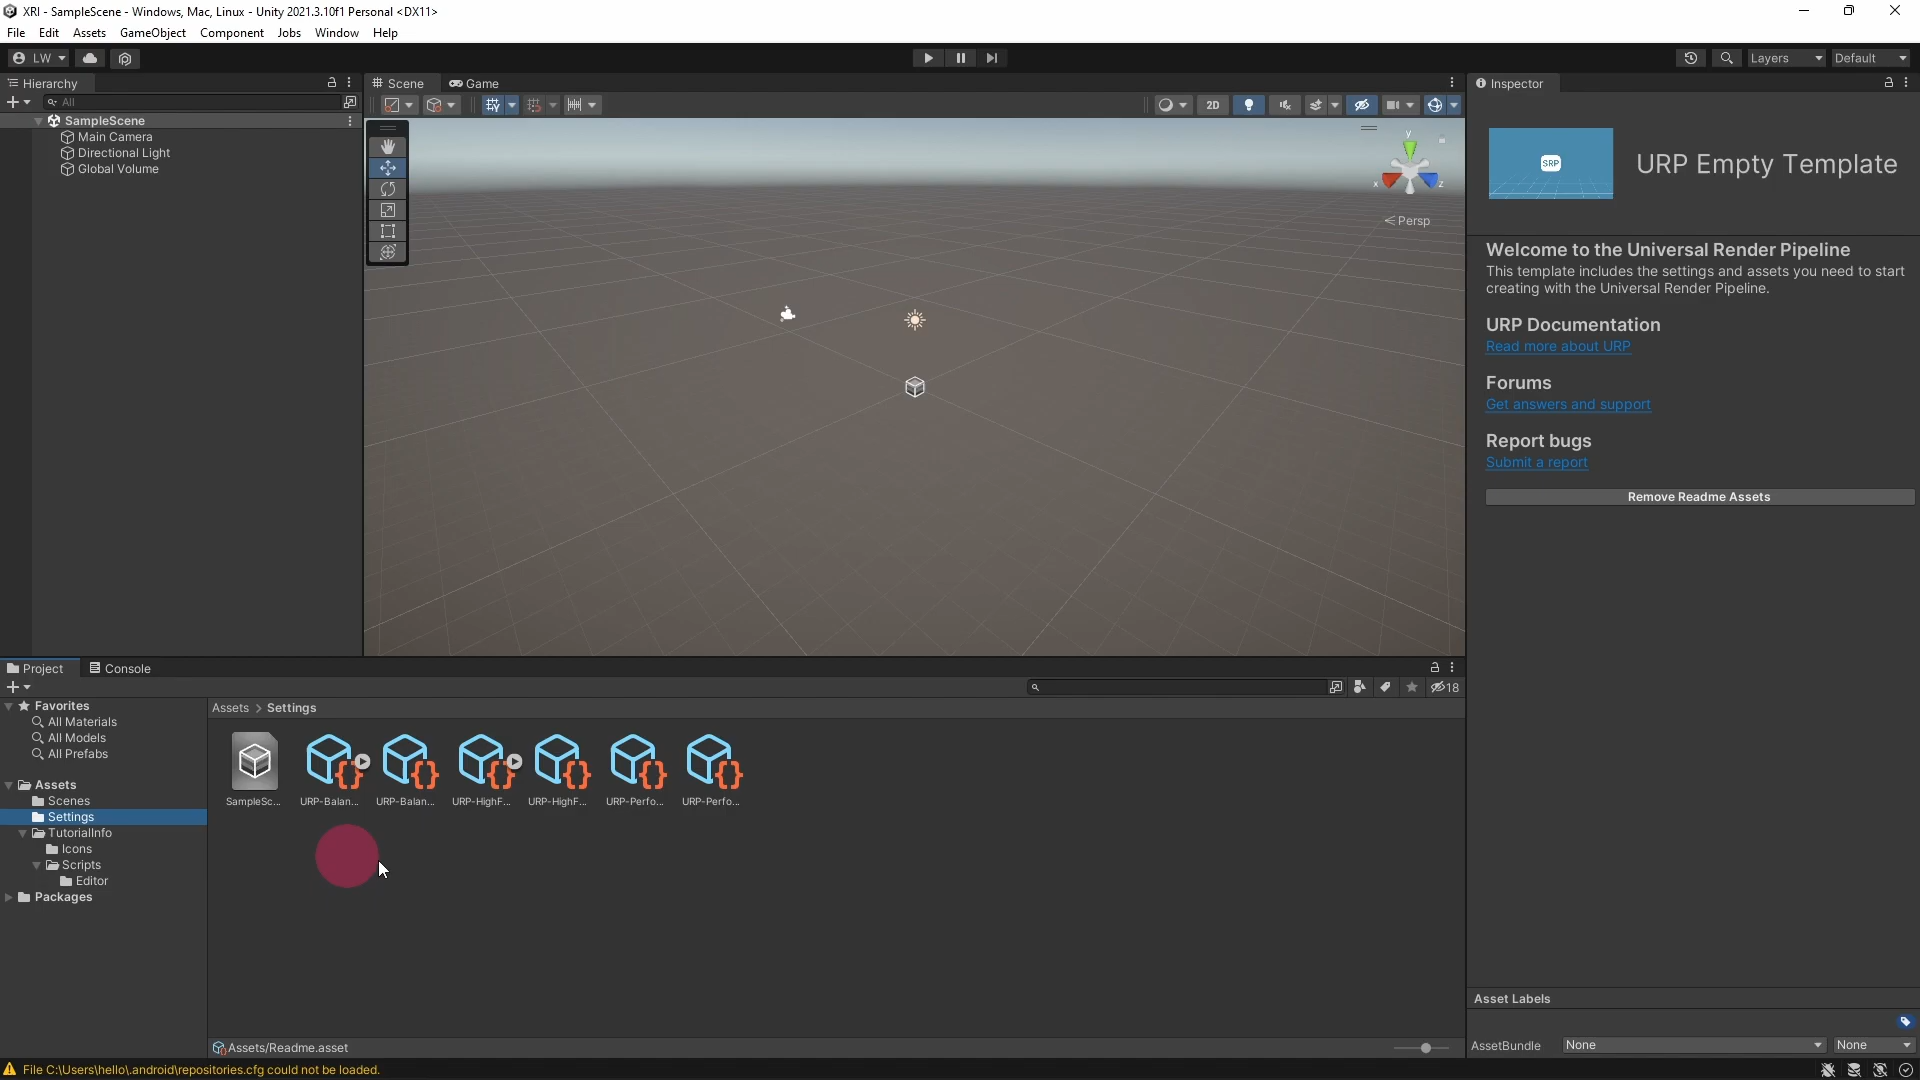 XRI - SampleScene - Windows, Mac, Linux - Unity 2021.3.10f1 Personal <DX11>
File Edit Assets GameObject Component Jobs Window Help
LW
Layers
Default
Hierarchy
All
SampleScene
Main Camera
Directional Light
Global Volume
Scene
Game
2D
y
x
z
< Persp
Inspector
SRP
URP Empty Template
Welcome to the Universal Render Pipeline
This template includes the settings and assets you need to start
creating with the Universal Render Pipeline.
URP Documentation
Read more about URP
Forums
Get answers and support
Report bugs
Submit a report
Remove Readme Assets
Project
Console
18
Favorites
All Materials
All Models
All Prefabs
Assets
Scenes
Settings
TutorialInfo
Icons
Scripts
Editor
Packages
Assets > Settings
SampleSc... URP-Balan... URP-Balan... URP-HighF... URP-HighF... URP-Perfo... URP-Perfo...
Assets/Readme.asset
Asset Labels
AssetBundle None None
File C:\Users\hello\.android\repositories.cfg could not be loaded.